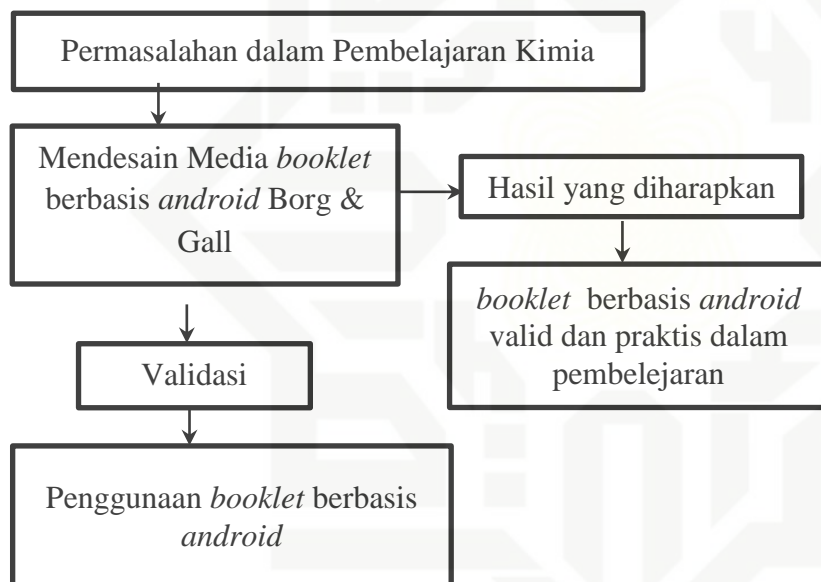 Permasalahan dalam Pembelajaran Kimia
Mendesain Media booklet
berbasis android Borg &
Gall
Hasil yang diharapkan
booklet berbasis android
valid dan praktis dalam
pembelejaran
Validasi
Penggunaan booklet berbasis
android